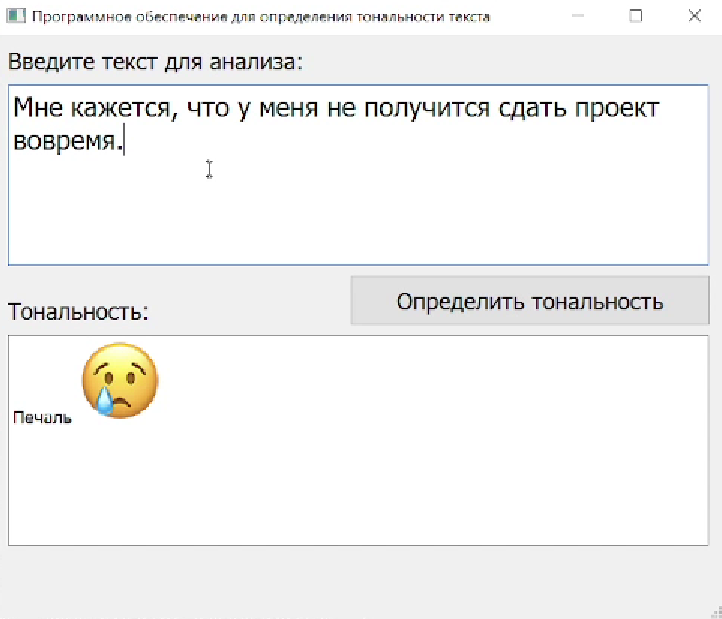 Программное обеспечение для определения тональности текста
Введите текст для анализа:
Мне кажется, что у меня не получится сдать проект
вовремя.
Определить тональность
Тональность:
Печаль